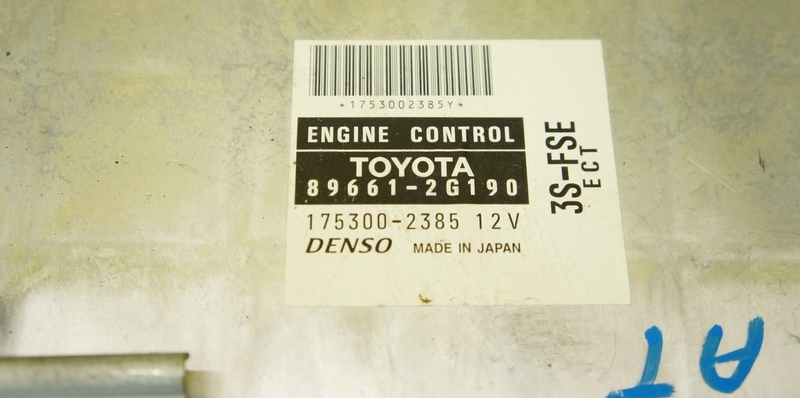 *1753002385Y*
ENGINE CONTROL
TOYOTA
89661-2G190
175300-2385 12V
DENSO MADE IN JAPAN
3S-FSE
ECT
AT